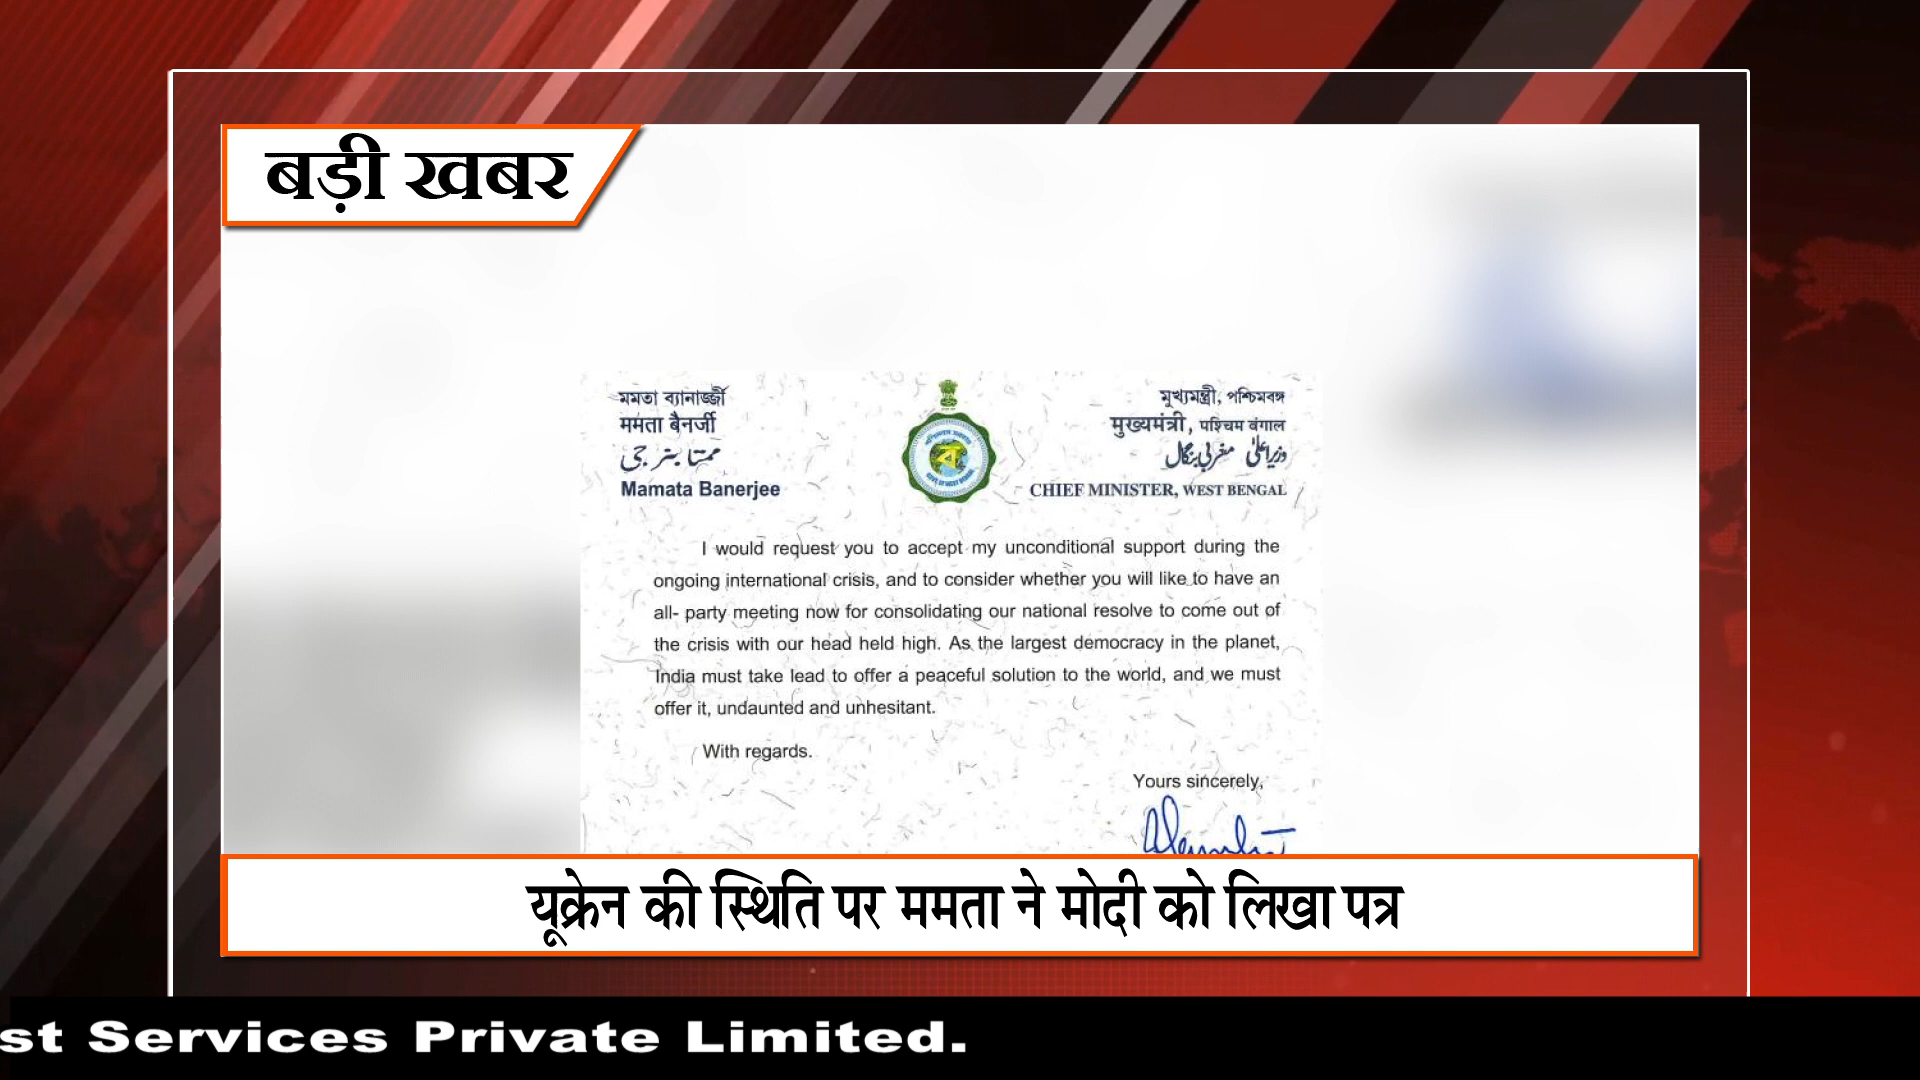 बड़ी खबर
মমতা ব্যানার্জ্জী
ममता बैनर्जी
ممتا بنرجی
Mamata Banerjee
মুখ্যমন্ত্রী, পশ্চিমবঙ্গ
मुख्यमंत्री, पश्चिम बंगाल
وزیراعلیٰ مغربی بنگال
CHIEF MINISTER, WEST BENGAL
I would request you to accept my unconditional support during the
ongoing international crisis, and to consider whether you will like to have an
all- party meeting now for consolidating our national resolve to come out of
the crisis with our head held high. As the largest democracy in the planet,
India must take lead to offer a peaceful solution to the world, and we must
offer it, undaunted and unhesitant.
With regards.
Yours sincerely,
यूक्रेन की स्थिति पर ममता ने मोदी को लिखा पत्र
st Services Private Limited.